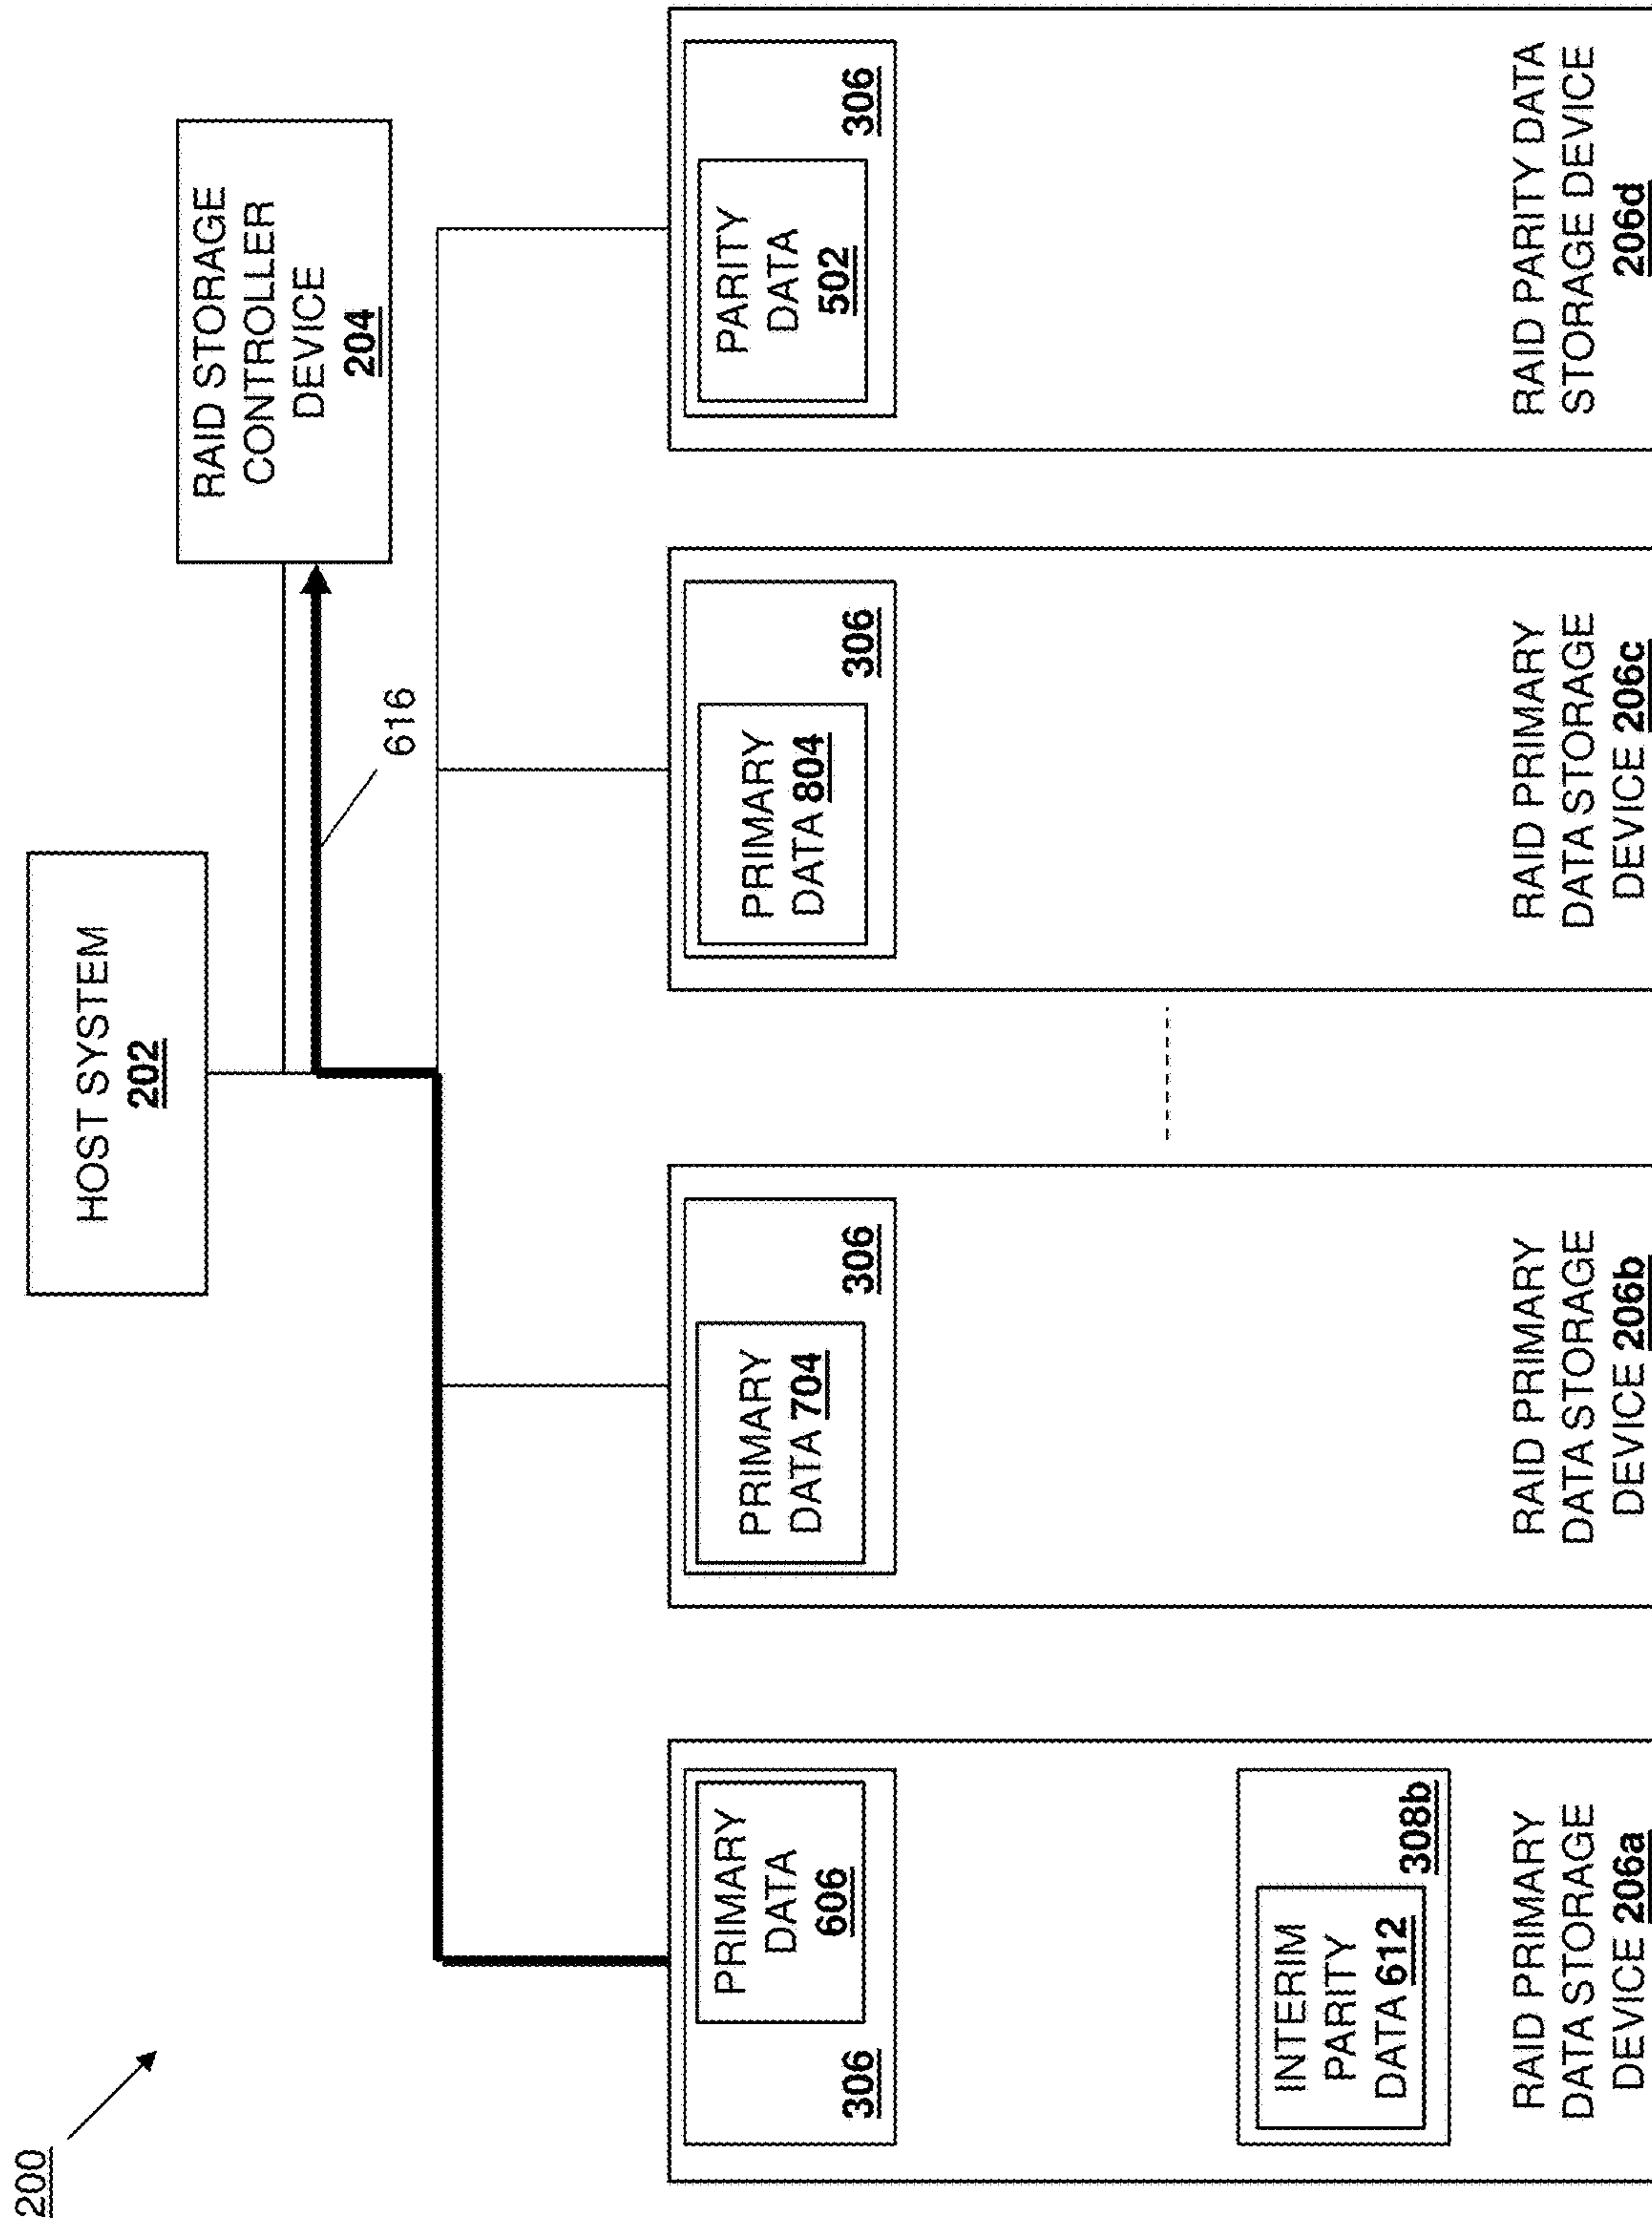 200
HOST SYSTEM
202
RAID STORAGE
CONTROLLER
DEVICE
204
616
PRIMARY
DATA
606
306
INTERIM
PARITY
DATA 612
308b
RAID PRIMARY
DATA STORAGE
DEVICE 206a
PRIMARY
DATA 704
306
RAID PRIMARY
DATA STORAGE
DEVICE 206b
PRIMARY
DATA 804
306
RAID PRIMARY
DATA STORAGE
DEVICE 206c
PARITY
DATA
502
306
RAID PARITY DATA
STORAGE DEVICE
206d